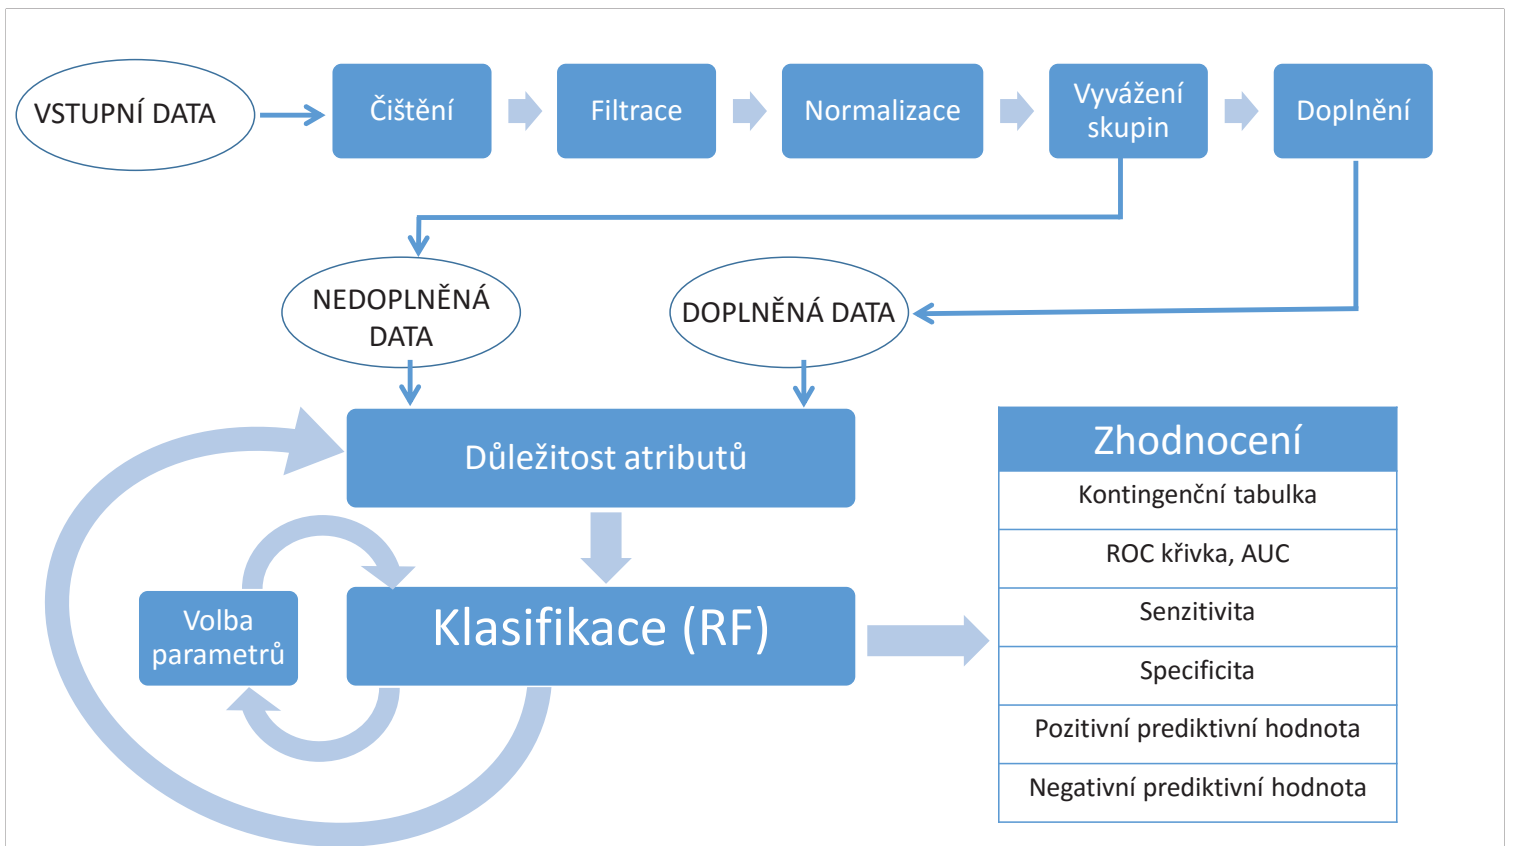 VSTUPNÍ DATA
Čištění
Filtrace
Normalizace
Vyvážení
skupin
Doplnění
NEDOPLNĚNÁ
DATA
DOPLNĚNÁ DATA
Důležitost atributů
Klasifikace (RF)
Volba
parametrů
Zhodnocení
Kontingenční tabulka
ROC křivka, AUC
Senzitivita
Specificita
Pozitivní prediktivní hodnota
Negativní prediktivní hodnota